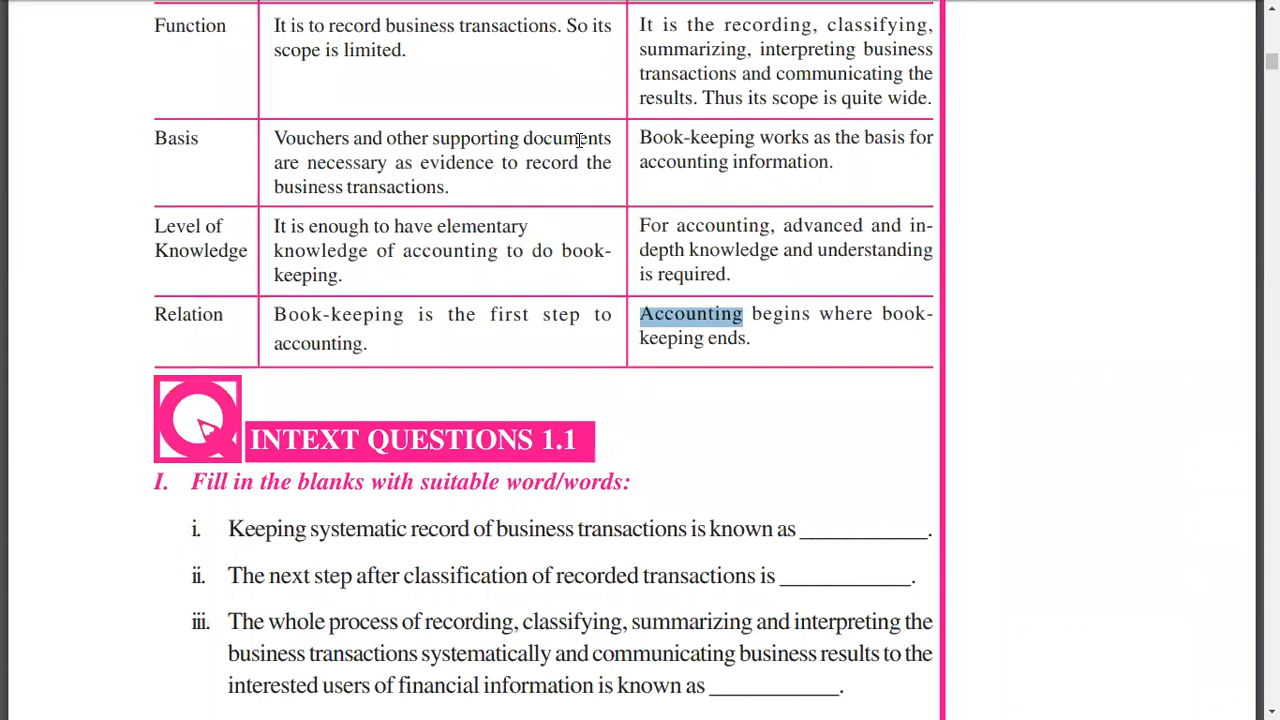 Function
It is to record business transactions. So its
scope is limited.
It is the recording, classifying,
summarizing, interpreting business
transactions and communicating the
results. Thus its scope is quite wide.
Basis
Vouchers and other supporting documents
are necessary as evidence to record the
business transactions.
Book-keeping works as the basis for
accounting information.
Level of
Knowledge
It is enough to have elementary
knowledge of accounting to do book-
keeping.
For accounting, advanced and in-
depth knowledge and understanding
is required.
Relation
Book-keeping is the first step to
accounting.
Accounting begins where book-
keeping ends.
INTEXT QUESTIONS 1.1
I. Fill in the blanks with suitable word/words:
i. Keeping systematic record of business transactions is known as ___________.
ii. The next step after classification of recorded transactions is ___________.
iii. The whole process of recording, classifying, summarizing and interpreting the
business transactions systematically and communicating business results to the
interested users of financial information is known as ___________.